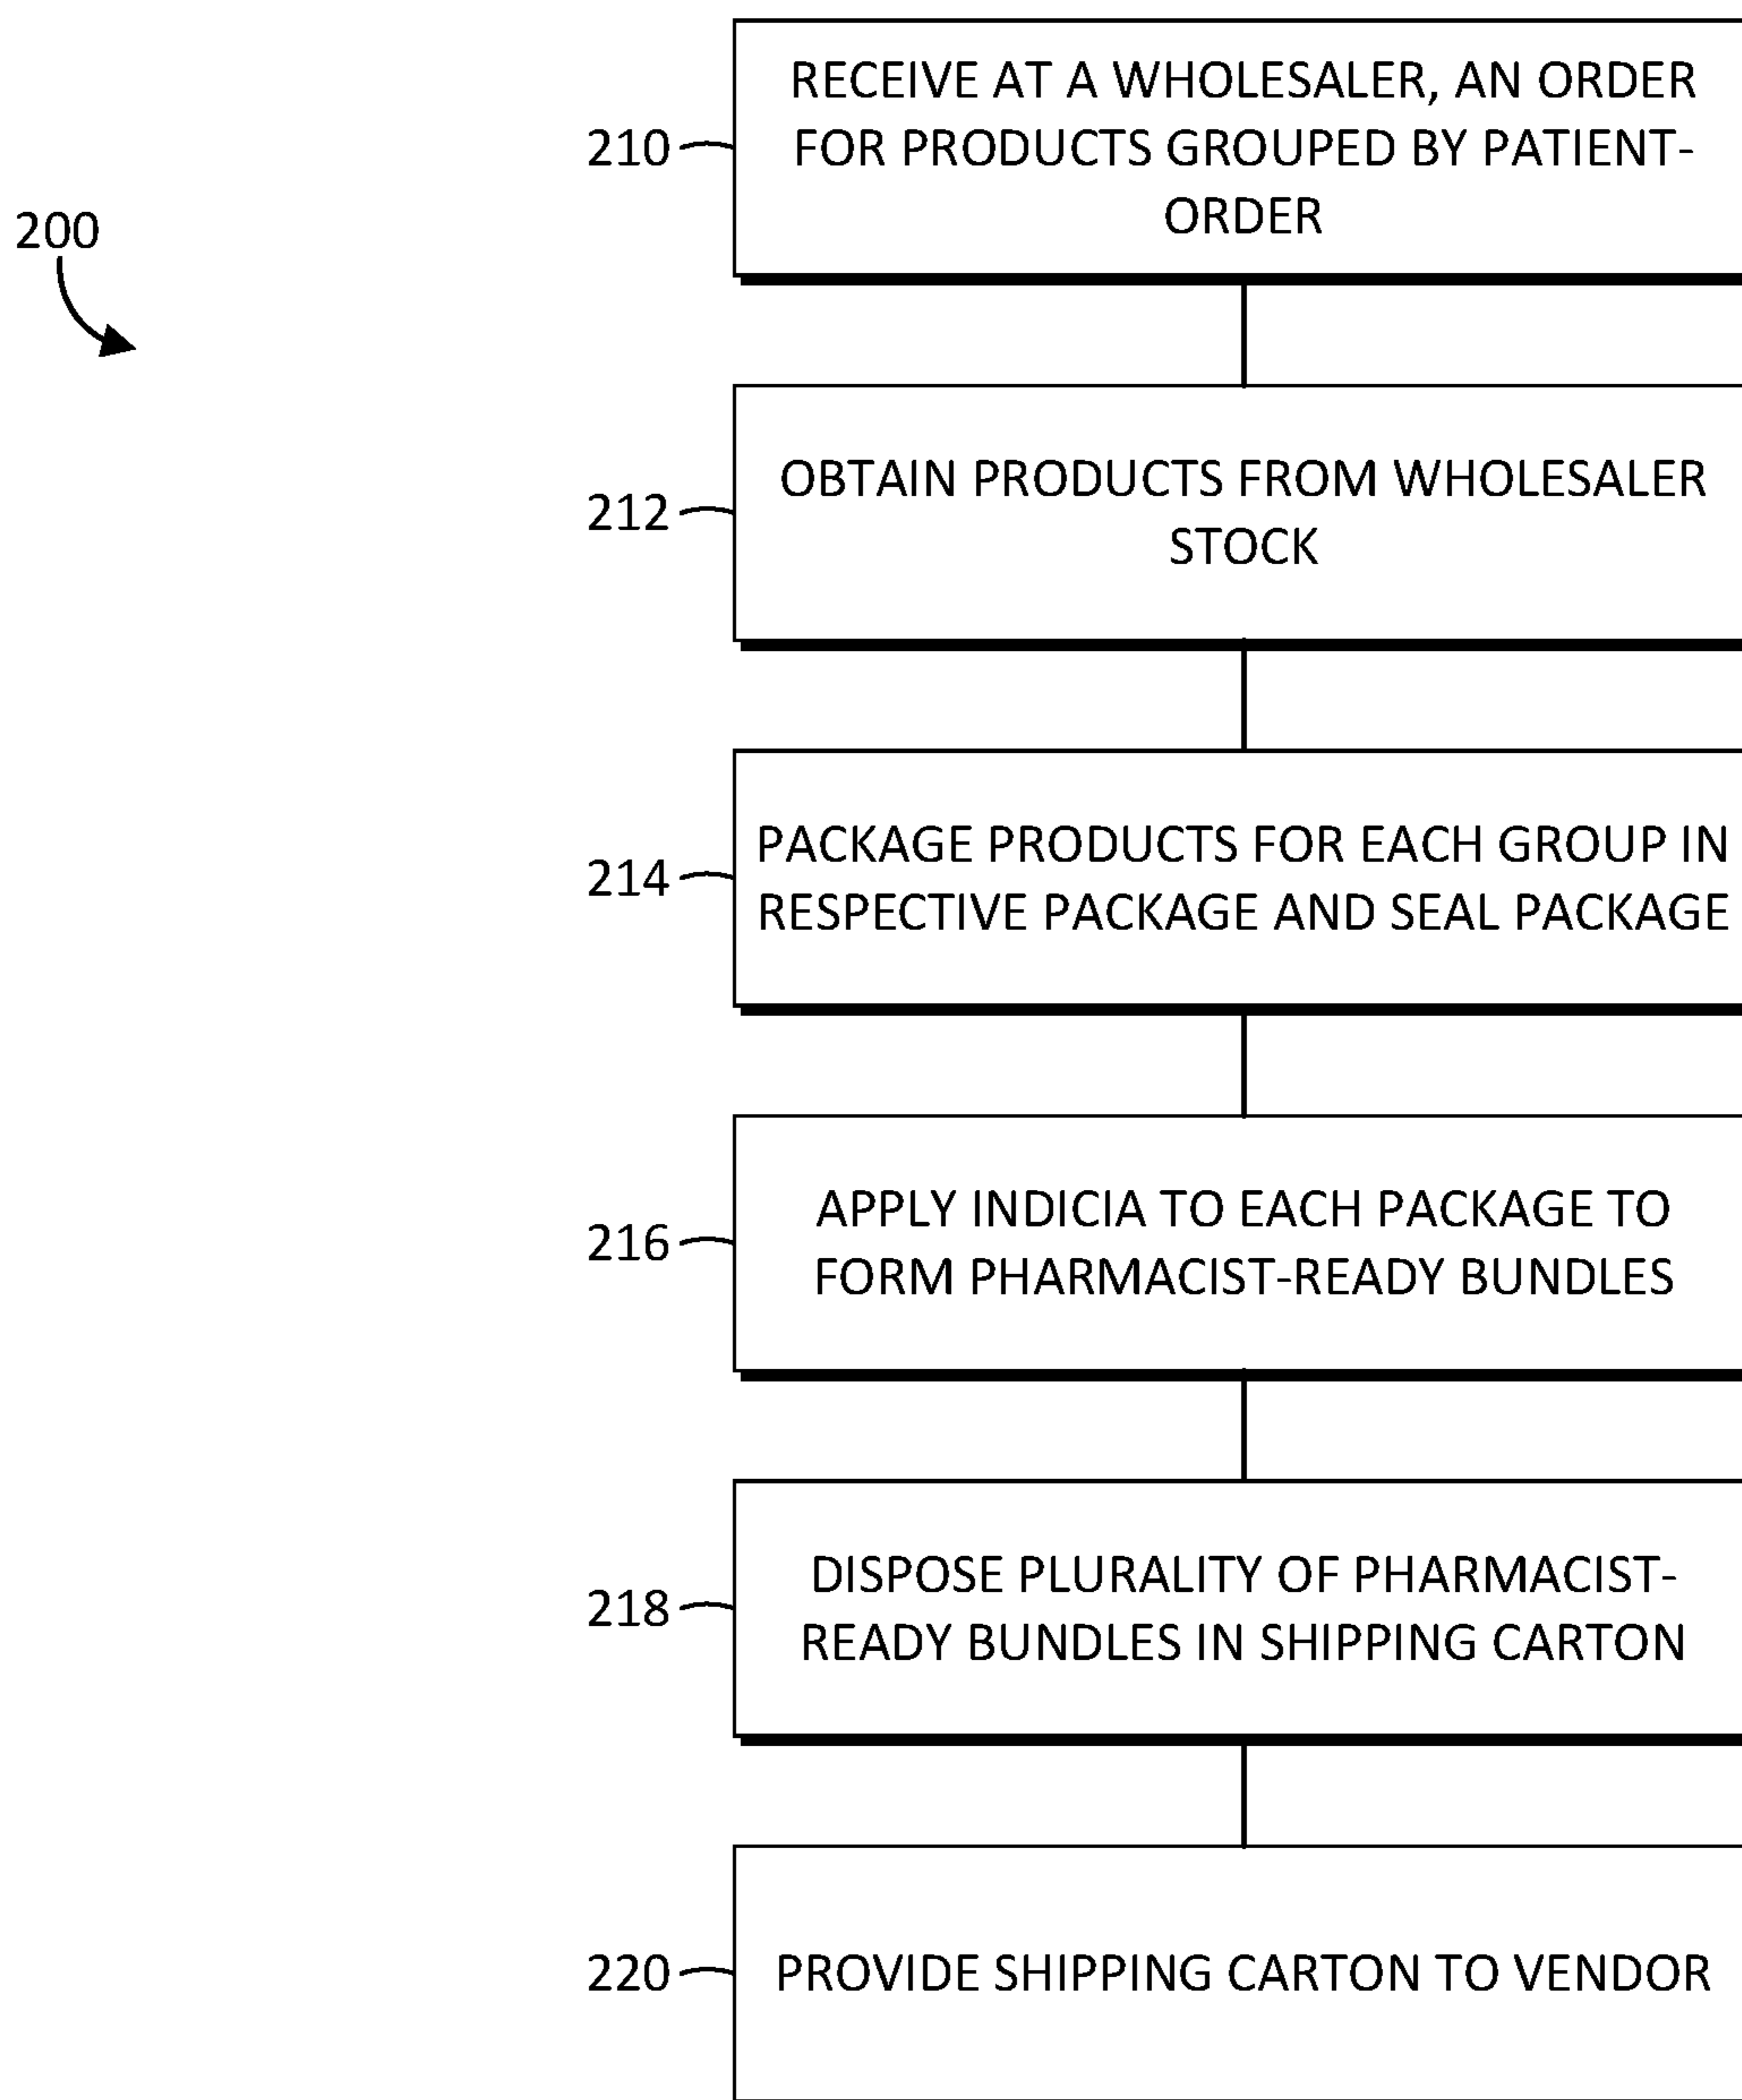 RECEIVE AT A WHOLESALER, AN ORDER
210
FOR PRODUCTS GROUPED BY PATIENT-
ORDER
200
OBTAIN PRODUCTS FROM WHOLESALER
212
STOCK
PACKAGE PRODUCTS FOR EACH GROUP IN
214
RESPECTIVE PACKAGE AND SEAL PACKAGE
APPLY INDICIA TO EACH PACKAGE TO
216
FORM PHARMACIST-READY BUNDLES
DISPOSE PLURALITY OF PHARMACIST-
218
READY BUNDLES IN SHIPPING CARTON
220
PROVIDE SHIPPING CARTON TO VENDOR